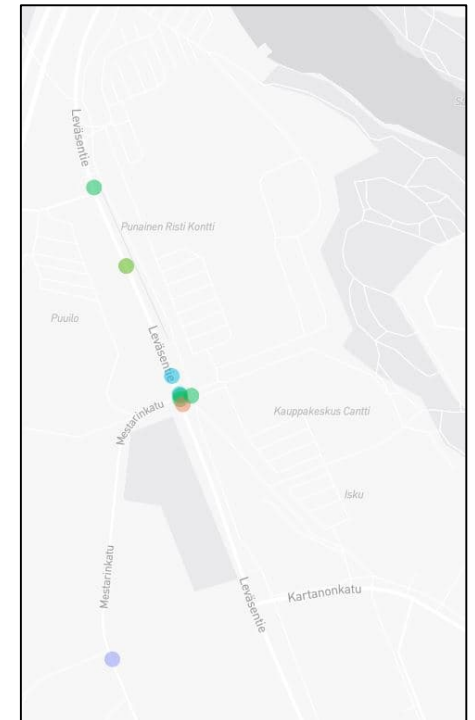 Leväsentie
Punainen Risti Kontti
Puuilo
Leväsentie
Mestarinkatu
Kauppakeskus Cantti
Isku
Mestarinkatu
Leväsentie
Kartanonkatu